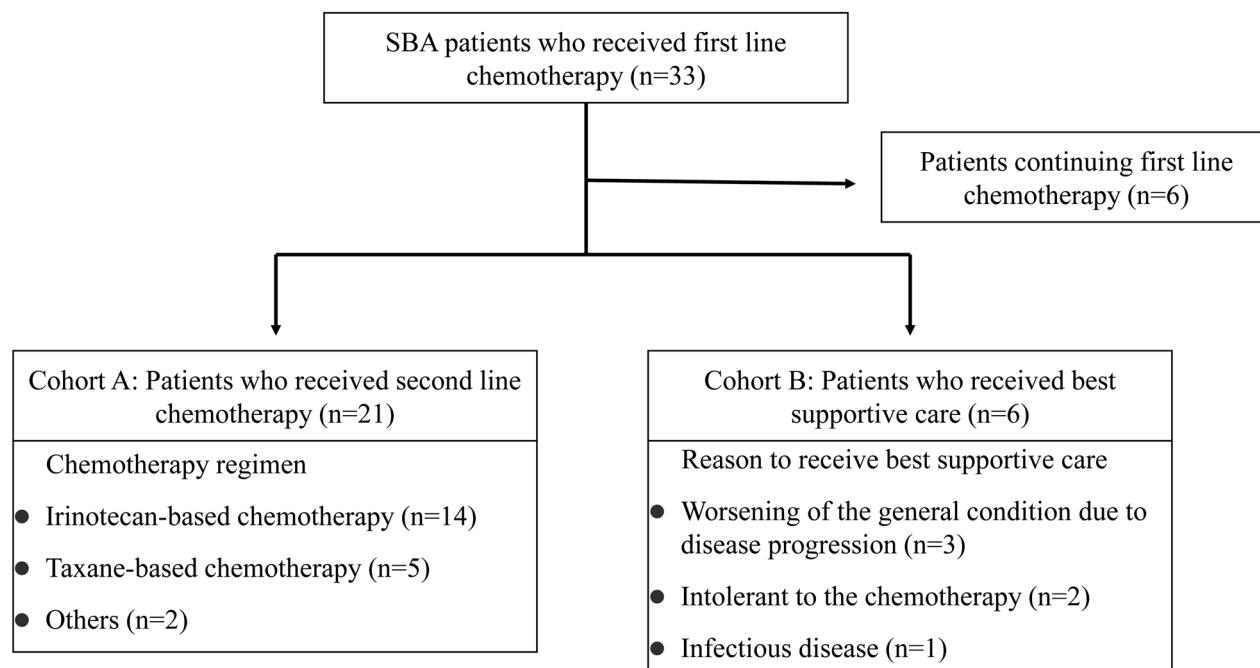 SBA patients who received first line
chemotherapy (n=33)
Patients continuing first line
chemotherapy (n=6)
Cohort A: Patients who received second line
chemotherapy (n=21)
Chemotherapy regimen
● Irinotecan-based chemotherapy (n=14)
● Taxane-based chemotherapy (n=5)
● Others (n=2)
Cohort B: Patients who received best
supportive care (n=6)
Reason to receive best supportive care
● Worsening of the general condition due to
disease progression (n=3)
● Intolerant to the chemotherapy (n=2)
● Infectious disease (n=1)